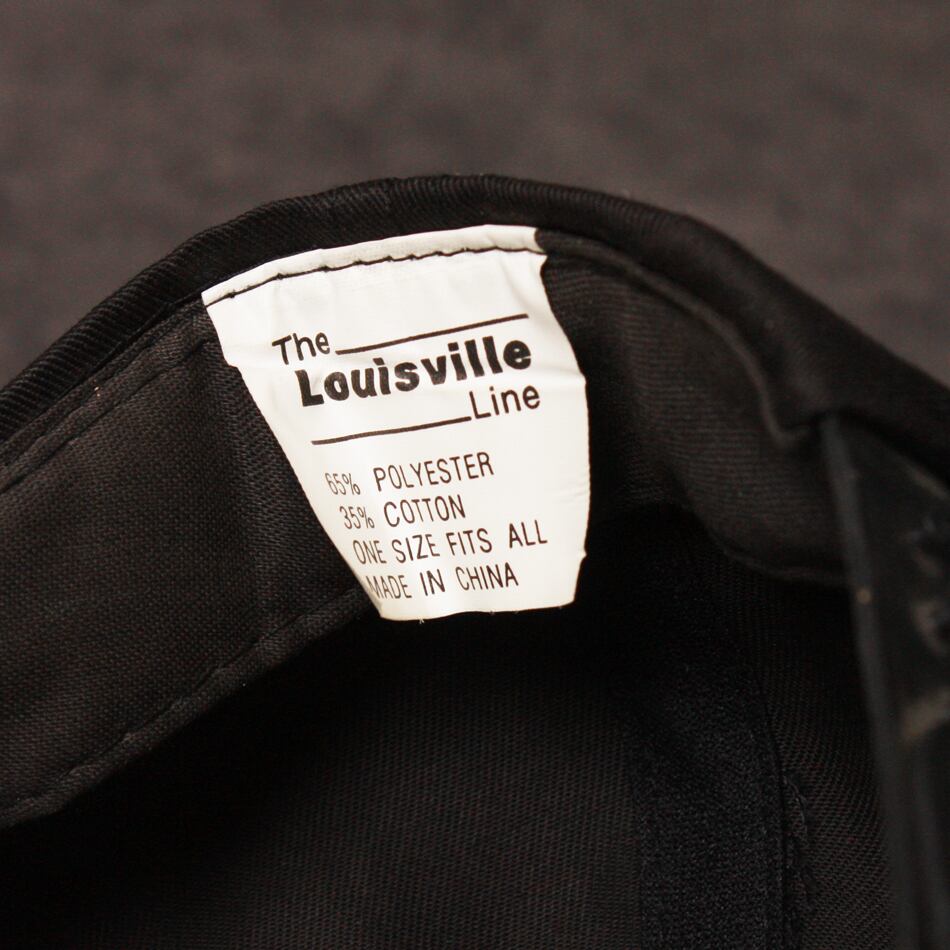 The
Louisville
Line
65% POLYESTER
35% COTTON
ONE SIZE FITS ALL
MADE IN CHINA